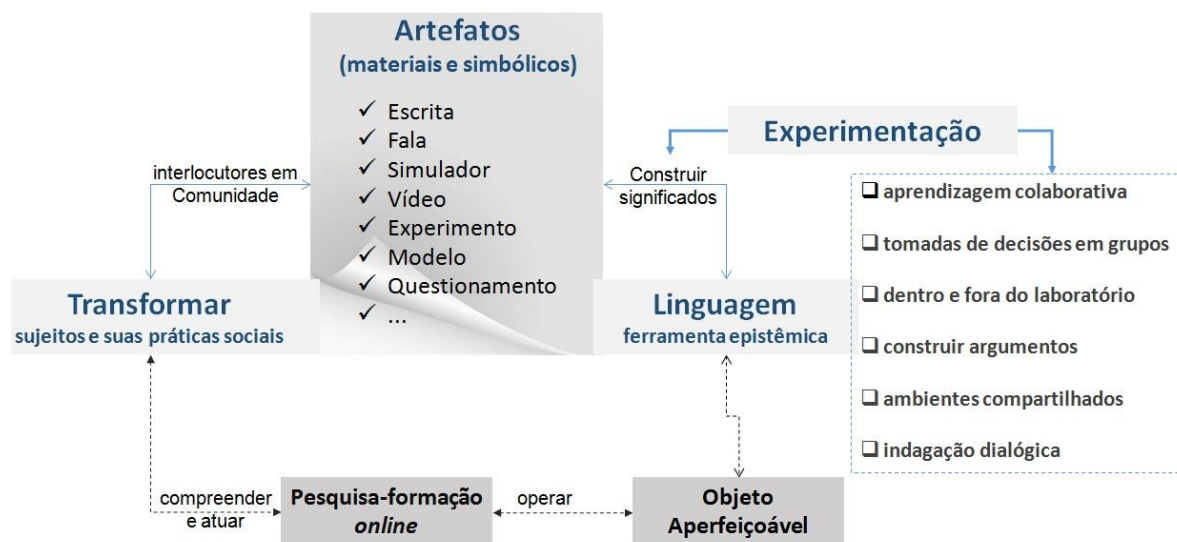 Artefatos
(materiais e simbólicos)
✓ Escrita
✓ Fala
✓ Simulador
✓ Vídeo
✓ Experimento
✓ Modelo
✓ Questionamento
✓ ...
interlocutores em
Comunidade
Construir
significados
Experimentação
❑ aprendizagem colaborativa
❑ tomadas de decisões em grupos
❑ dentro e fora do laboratório
❑ construir argumentos
❑ ambientes compartilhados
❑ indagação dialógica
Transformar
sujeitos e suas práticas sociais
Linguagem
ferramenta epistêmica
compreender
e atuar
Pesquisa-formação
online
operar
Objeto
Aperfeiçoável